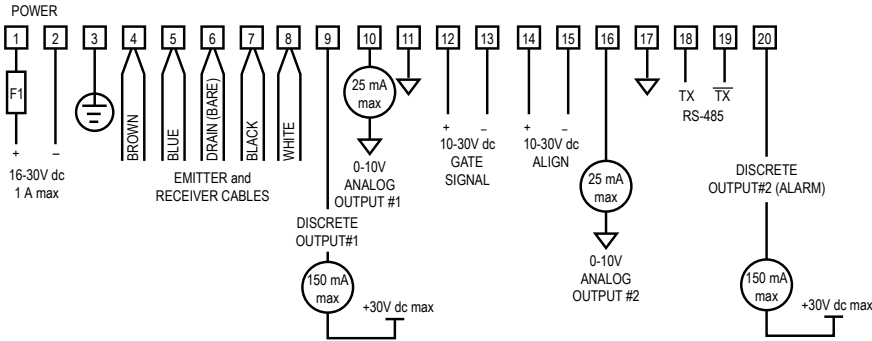 POWER
1 2 3 4 5 6 7 8 9 10 11 12 13 14 15 16 17 18 19 20
F1
+ –
16-30V dc
1 A max
BROWN
BLUE
DRAIN (BARE)
BLACK
WHITE
EMITTER and
RECEIVER CABLES
DISCRETE
OUTPUT#1
150 mA
max
+30V dc max
25 mA
max
0-10V
ANALOG
OUTPUT #1
+ –
10-30V dc
GATE
SIGNAL
+ –
10-30V dc
ALIGN
25 mA
max
0-10V
ANALOG
OUTPUT #2
TX TX
RS-485
DISCRETE
OUTPUT#2 (ALARM)
150 mA
max
+30V dc max